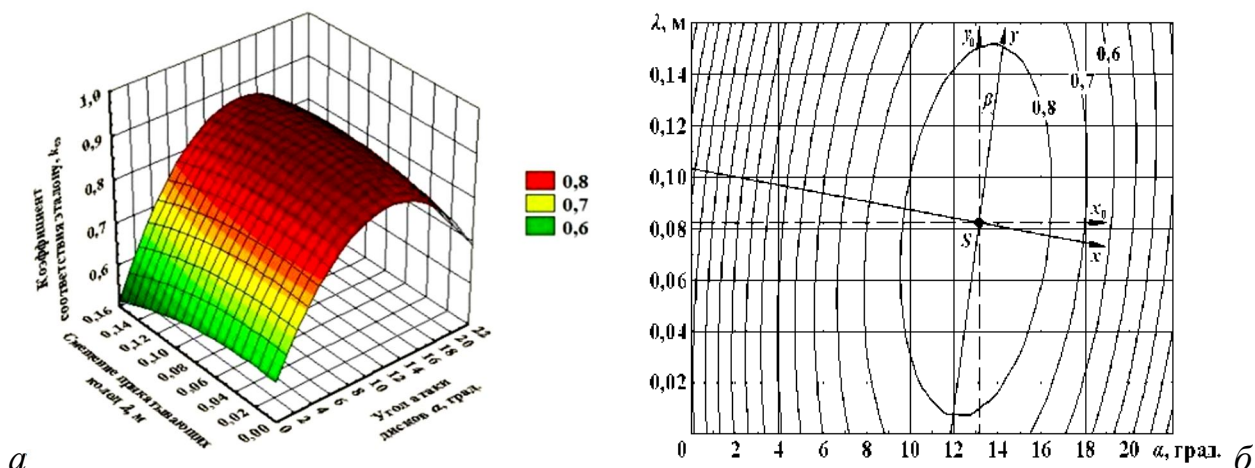 Коэффициент
соответствия эталону, kсэ
1,0
0,9
0,8
0,7
0,6
0,16
0,14
0,12
0,10
0,08
0,06
0,04
0,02
0,00
Смещение прикатывающих
колец Д, м
0
2
4
6
8
10
12
14
16
18
20
22
Угол атаки
дисков α, град.
0,8
0,7
0,6
а
λ, м
0,14
0,12
0,10
0,08
0,06
0,04
0,02
0 2 4 6 8 10 12 14 16 18 20 α, град.
y₀ y
β
0,6
0,7
0,8
x₀
S
x
б